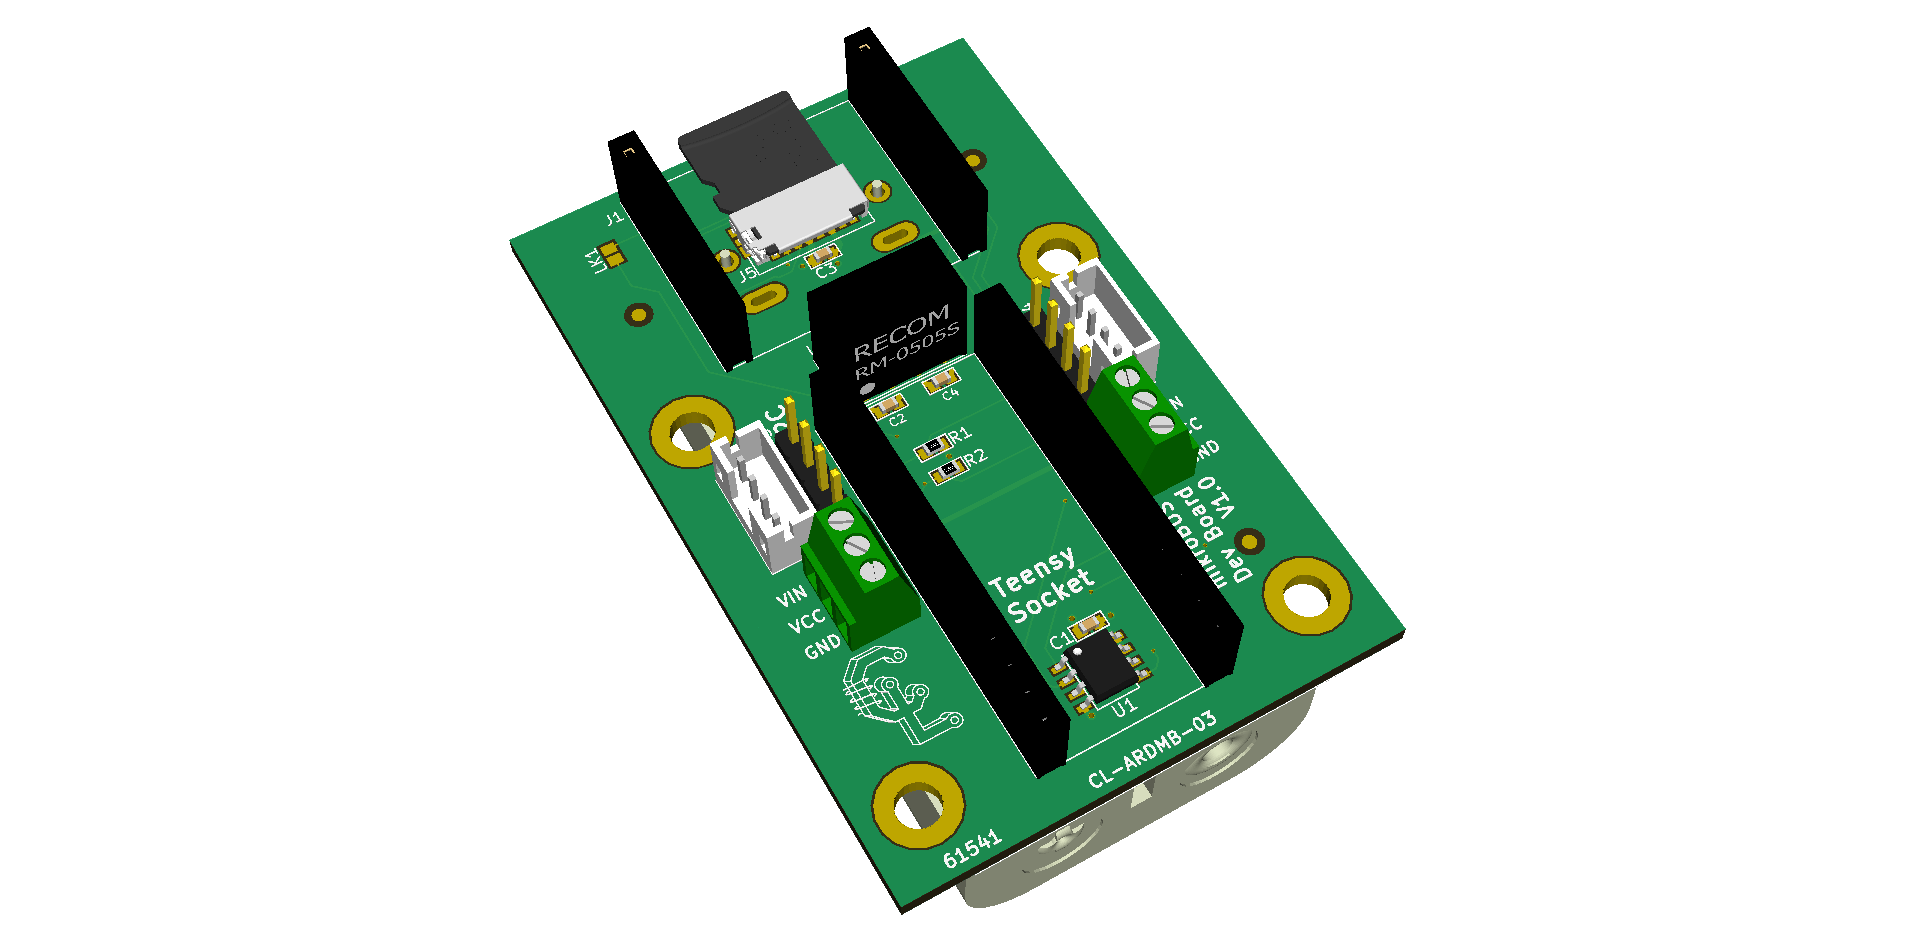 J1
LK1
J5
C3
RECOM
RM-0505S
C2
C4
R1
R2
GND
V1.0
Dev Board
Teensy
Socket
C1
U1
VIN
VCC
GND
CL-ARDMB-03
61541